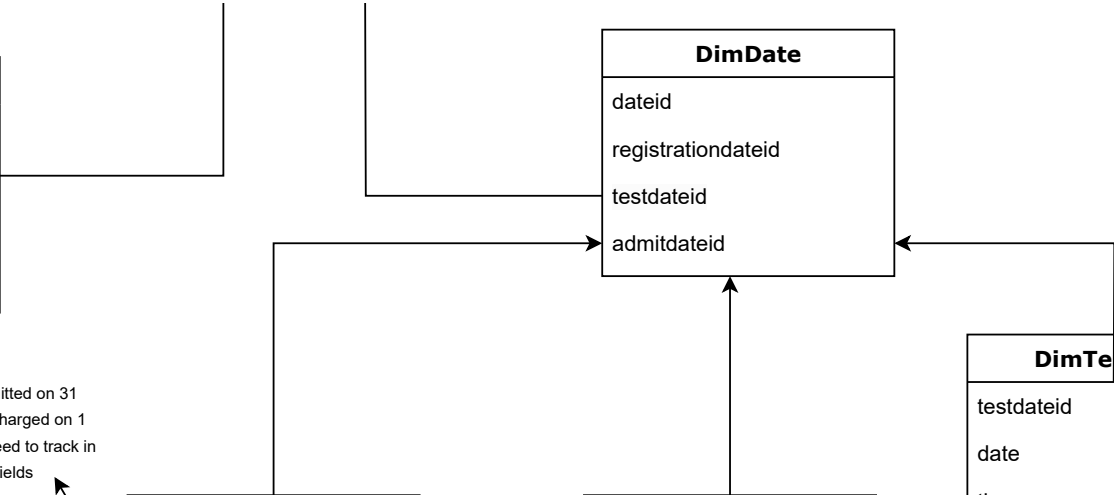 DimDate
dateid
registrationdateid
testdateid
admitdateid
DimTe
testdateid
date
itted on 31
harged on 1
eed to track in
ields